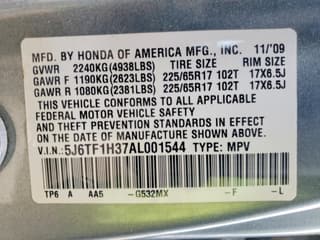 MFD. BY HONDA OF AMERICA MFG., INC. 11/'09
GVWR 2240KG(4938LBS) TIRE SIZE RIM SIZE
GAWR F 1190KG(2623LBS) 225/65R17 102T 17X6.5J
GAWR R 1080KG(2381LBS) 225/65R17 102T 17X6.5J
THIS VEHICLE CONFORMS TO ALL APPLICABLE
FEDERAL MOTOR VEHICLE SAFETY STANDARDS IN EFFECT
ON THE DATE OF MANUFACTURE SHOWN ABOVE.
V.I.N.: 5J6TF1H37AL001544 TYPE: MPV
TP6 A AA5 -G532MX -F -L